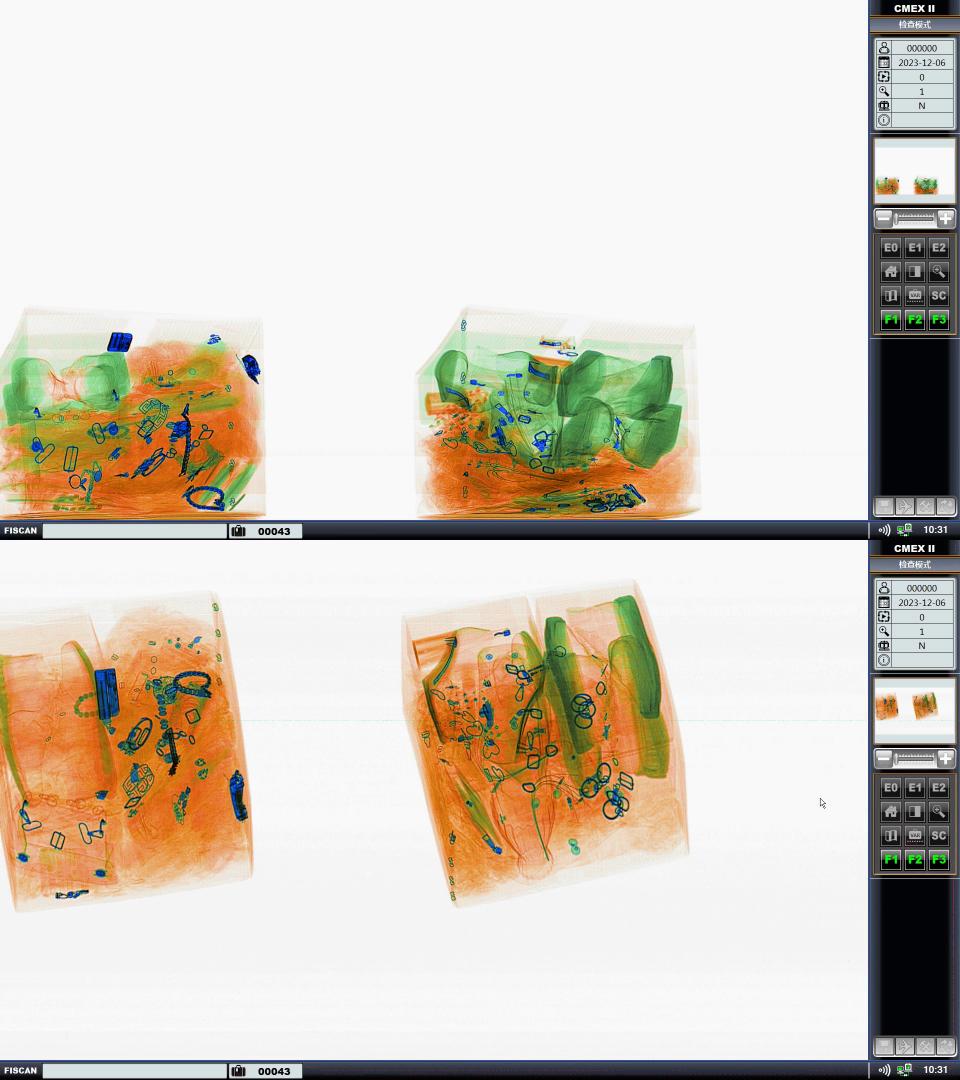 CMEX II
检查模式
000000
2023-12-06
0
1
N
E0 E1 E2
VAR SC
F1 F2 F3
FISCAN 00043 10:31
CMEX II
检查模式
000000
2023-12-06
0
1
N
E0 E1 E2
VAR SC
F1 F2 F3
FISCAN 00043 10:31